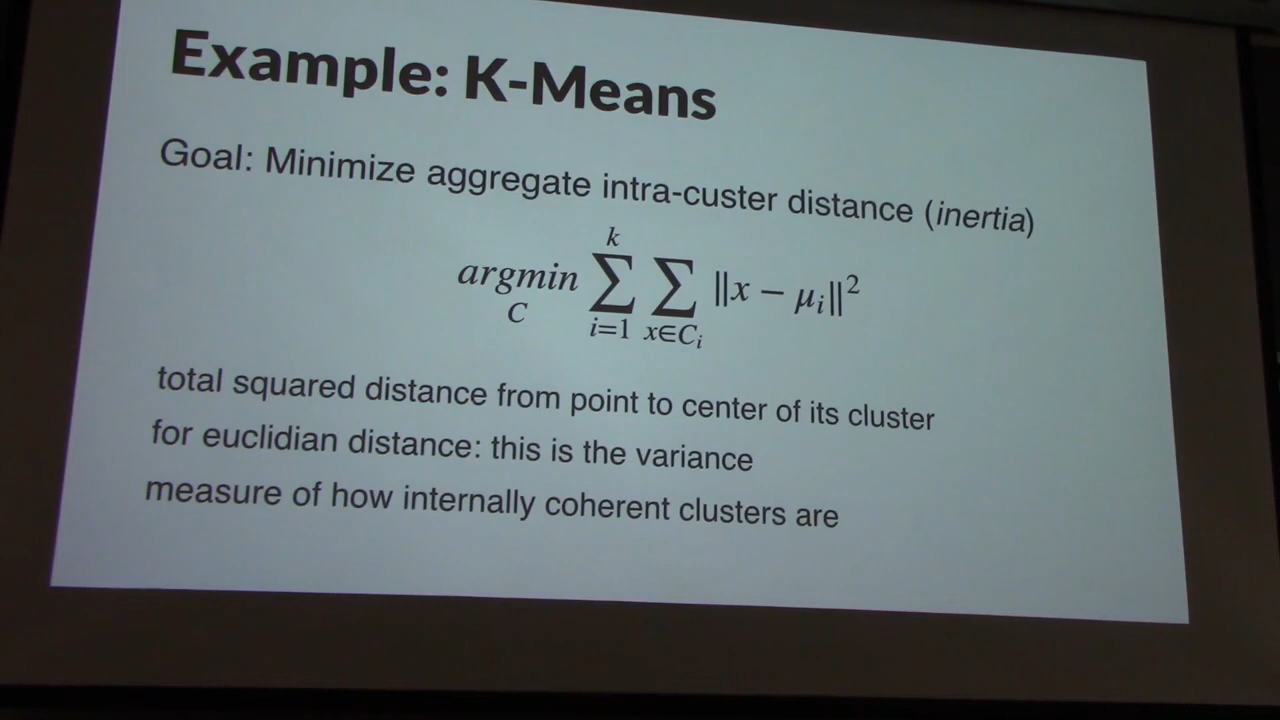 Example: K-Means
Goal: Minimize aggregate intra-custer distance (inertia)
argmin_C ∑_{i=1}^{k} ∑_{x∈C_i} ||x − μ_i||²
total squared distance from point to center of its cluster
for euclidian distance: this is the variance
measure of how internally coherent clusters are